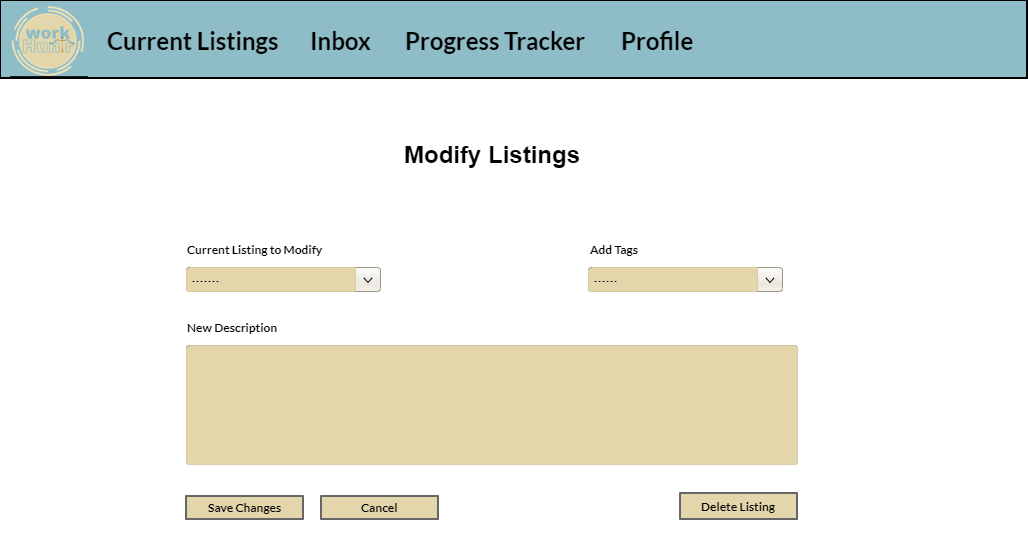 work
Hunt
Current Listings Inbox Progress Tracker Profile
Modify Listings
Current Listing to Modify Add Tags
------- ------
New Description
Save Changes Cancel Delete Listing